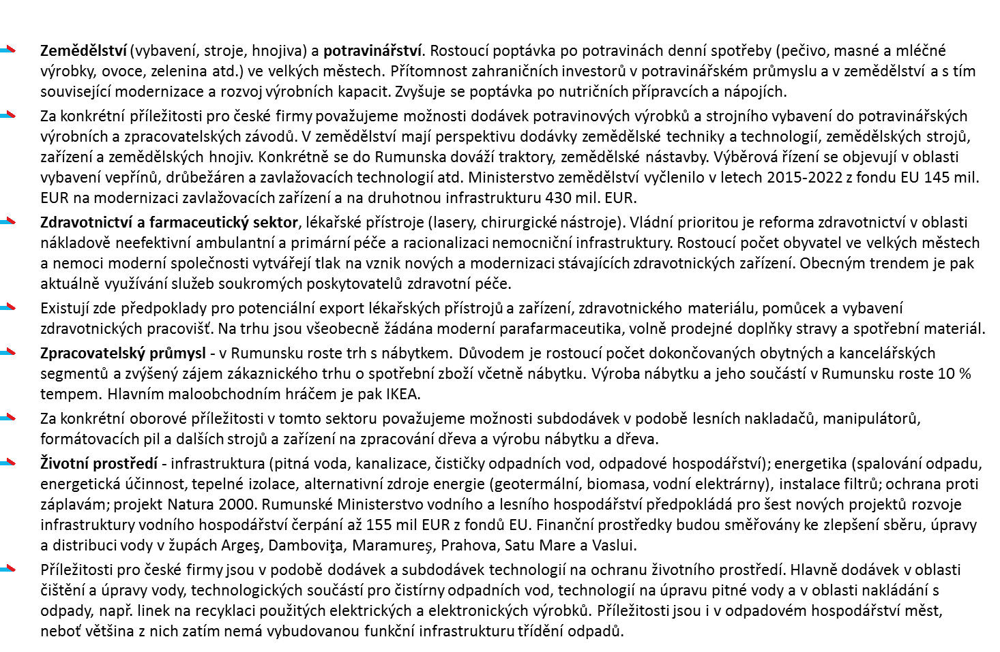 Zemědělství (vybavení, stroje, hnojiva) a potravinářství. Rostoucí poptávka po potravinách denní spotřeby (pečivo, masné a mléčné
výrobky, ovoce, zelenina atd.) ve velkých městech. Přítomnost zahraničních investorů v potravinářském průmyslu a v zemědělství a s tím
související modernizace a rozvoj výrobních kapacit. Zvyšuje se poptávka po nutričních přípravcích a nápojích.
Za konkrétní příležitosti pro české firmy považujeme možnosti dodávek potravinových výrobků a strojního vybavení do potravinářských
výrobních a zpracovatelských závodů. V zemědělství mají perspektivu dodávky zemědělské techniky a technologií, zemědělských strojů,
zařízení a zemědělských hnojiv. Konkrétně se do Rumunska dováží traktory, zemědělské nástavby. Výběrová řízení se objevují v oblasti
vybavení vepřínů, drůbežáren a zavlažovacích technologií atd. Ministerstvo zemědělství vyčlenilo v letech 2015-2022 z fondu EU 145 mil.
EUR na modernizaci zavlažovacích zařízení a na druhotnou infrastrukturu 430 mil. EUR.
Zdravotnictví a farmaceutický sektor, lékařské přístroje (lasery, chirurgické nástroje). Vládní prioritou je reforma zdravotnictví v oblasti
nákladově neefektivní ambulantní a primární péče a racionalizaci nemocniční infrastruktury. Rostoucí počet obyvatel ve velkých městech
a nemoci moderní společnosti vytvářejí tlak na vznik nových a modernizaci stávajících zdravotnických zařízení. Obecným trendem je pak
aktuálně využívání služeb soukromých poskytovatelů zdravotní péče.
Existují zde předpoklady pro potenciální export lékařských přístrojů a zařízení, zdravotnického materiálu, pomůcek a vybavení
zdravotnických pracovišť. Na trhu jsou všeobecně žádána moderní parafarmaceutika, volně prodejné doplňky stravy a spotřební materiál.
Zpracovatelský průmysl - v Rumunsku roste trh s nábytkem. Důvodem je rostoucí počet dokončovaných obytných a kancelářských
segmentů a zvýšený zájem zákaznického trhu o spotřební zboží včetně nábytku. Výroba nábytku a jeho součástí v Rumunsku roste 10 %
tempem. Hlavním maloobchodním hráčem je pak IKEA.
Za konkrétní oborové příležitosti v tomto sektoru považujeme možnosti subdodávek v podobě lesních nakladačů, manipulátorů,
formátovacích pil a dalších strojů a zařízení na zpracování dřeva a výrobu nábytku a dřeva.
Životní prostředí - infrastruktura (pitná voda, kanalizace, čističky odpadních vod, odpadové hospodářství); energetika (spalování odpadu,
energetická účinnost, tepelné izolace, alternativní zdroje energie (geotermální, biomasa, vodní elektrárny), instalace filtrů; ochrana proti
záplavám; projekt Natura 2000. Rumunské Ministerstvo vodního a lesního hospodářství předpokládá pro šest nových projektů rozvoje
infrastruktury vodního hospodářství čerpání až 155 mil EUR z fondů EU. Finanční prostředky budou směřovány ke zlepšení sběru, úpravy
a distribuci vody v župách Argeş, Damboviţa, Maramureș, Prahova, Satu Mare a Vaslui.
Příležitosti pro české firmy jsou v podobě dodávek a subdodávek technologií na ochranu životního prostředí. Hlavně dodávek v oblasti
čištění a úpravy vody, technologických součástí pro čistírny odpadních vod, technologií na úpravu pitné vody a v oblasti nakládání s
odpady, např. linek na recyklaci použitých elektrických a elektronických výrobků. Příležitosti jsou i v odpadovém hospodářství měst,
neboť většina z nich zatím nemá vybudovanou funkční infrastrukturu třídění odpadů.